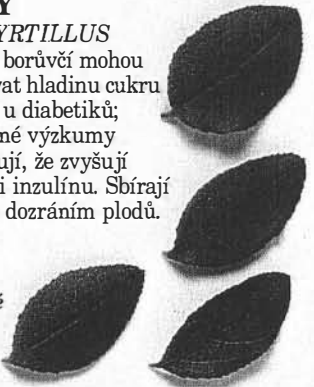 Y
YRTILLUS
borůvčí mohou
vat hladinu cukru
u diabetiků;
né výzkumy
ují, že zvyšují
i inzulínu. Sbírají
dozráním plodů.